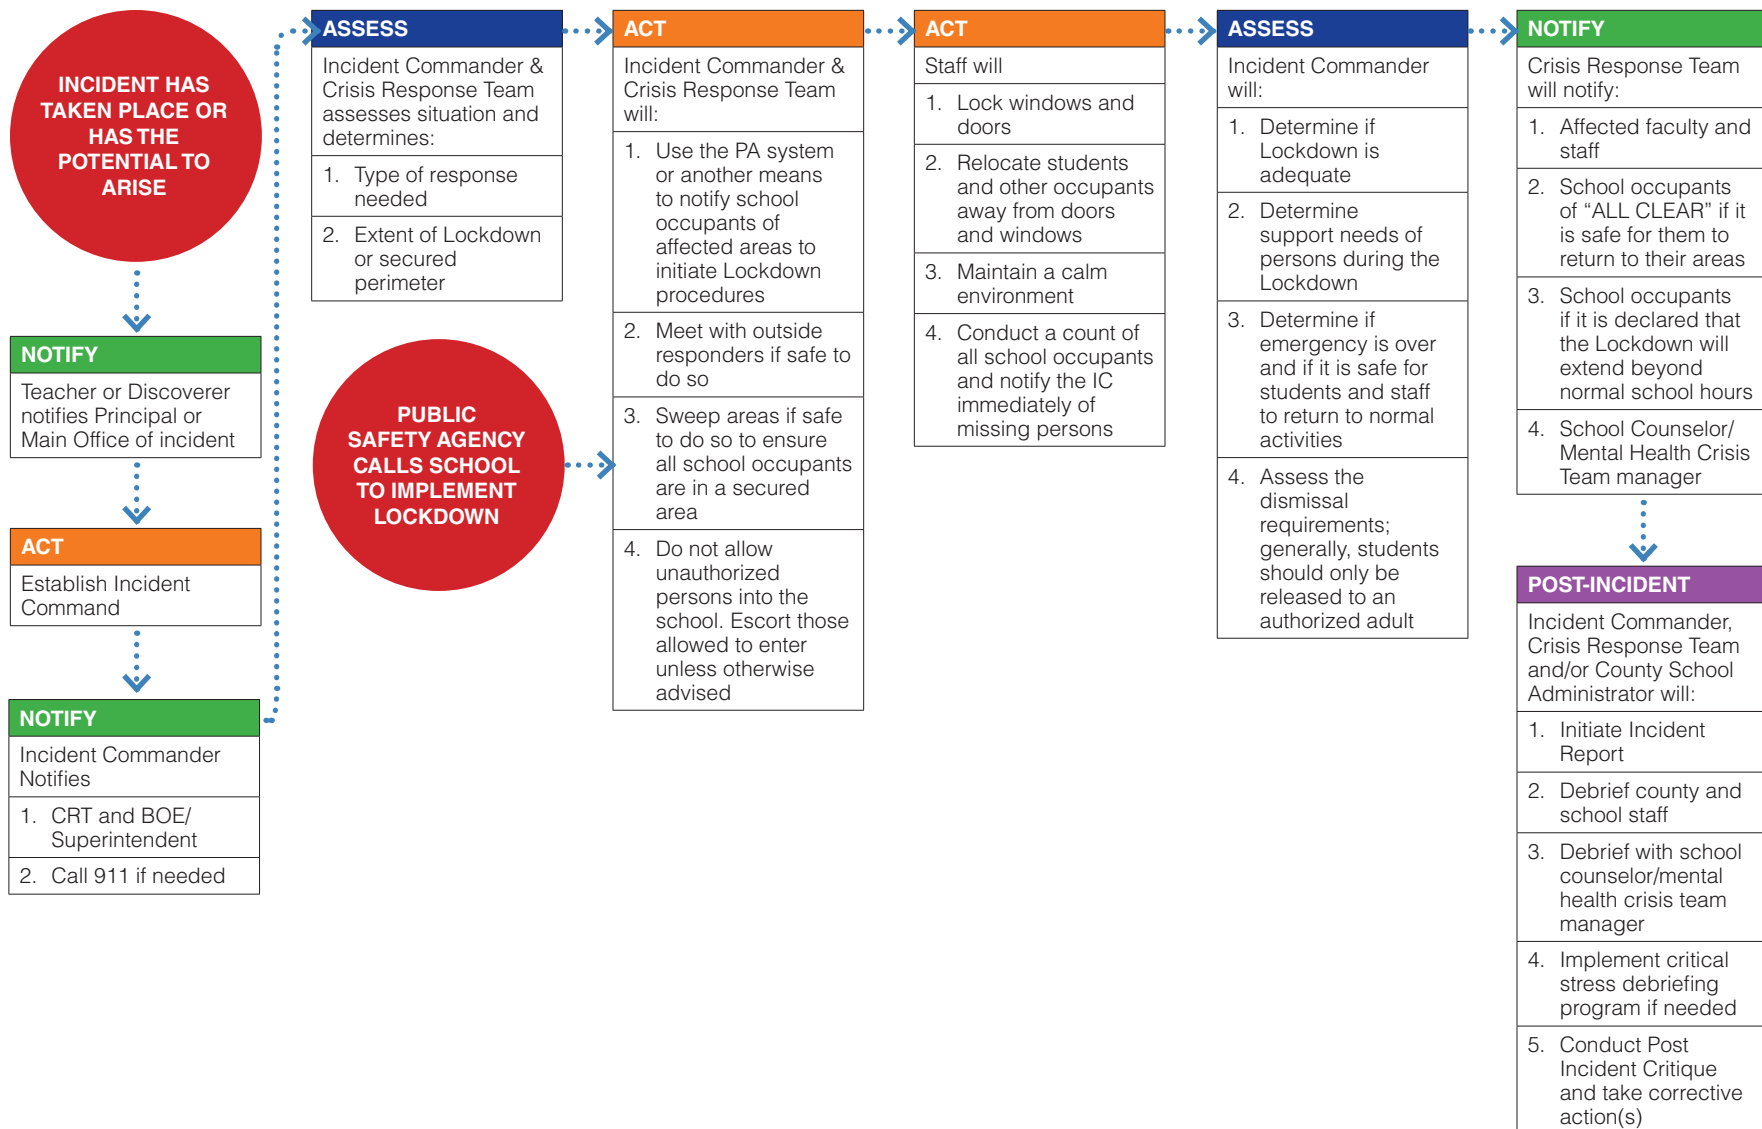 INCIDENT HAS
TAKEN PLACE OR
HAS THE
POTENTIAL TO
ARISE
NOTIFY
Teacher or Discoverer
notifies Principal or
Main Office of incident
ACT
Establish Incident
Command
NOTIFY
Incident Commander
Notifies
1. CRT and BOE/
Superintendent
2. Call 911 if needed
ASSESS
Incident Commander &
Crisis Response Team
assesses situation and
determines:
1. Type of response
needed
2. Extent of Lockdown
or secured
perimeter
PUBLIC
SAFETY AGENCY
CALLS SCHOOL
TO IMPLEMENT
LOCKDOWN
ACT
Incident Commander &
Crisis Response Team
will:
1. Use the PA system
or another means
to notify school
occupants of
affected areas to
initiate Lockdown
procedures
2. Meet with outside
responders if safe to
do so
3. Sweep areas if safe
to do so to ensure
all school occupants
are in a secured
area
4. Do not allow
unauthorized
persons into the
school. Escort those
allowed to enter
unless otherwise
advised
ACT
Staff will
1. Lock windows and
doors
2. Relocate students
and other occupants
away from doors
and windows
3. Maintain a calm
environment
4. Conduct a count of
all school occupants
and notify the IC
immediately of
missing persons
ASSESS
Incident Commander
will:
1. Determine if
Lockdown is
adequate
2. Determine
support needs of
persons during the
Lockdown
3. Determine if
emergency is over
and if it is safe for
students and staff
to return to normal
activities
4. Assess the
dismissal
requirements;
generally, students
should only be
released to an
authorized adult
NOTIFY
Crisis Response Team
will notify:
1. Affected faculty and
staff
2. School occupants
of “ALL CLEAR” if it
is safe for them to
return to their areas
3. School occupants
if it is declared that
the Lockdown will
extend beyond
normal school hours
4. School Counselor/
Mental Health Crisis
Team manager
POST-INCIDENT
Incident Commander,
Crisis Response Team
and/or County School
Administrator will:
1. Initiate Incident
Report
2. Debrief county and
school staff
3. Debrief with school
counselor/mental
health crisis team
manager
4. Implement critical
stress debriefing
program if needed
5. Conduct Post
Incident Critique
and take corrective
action(s)